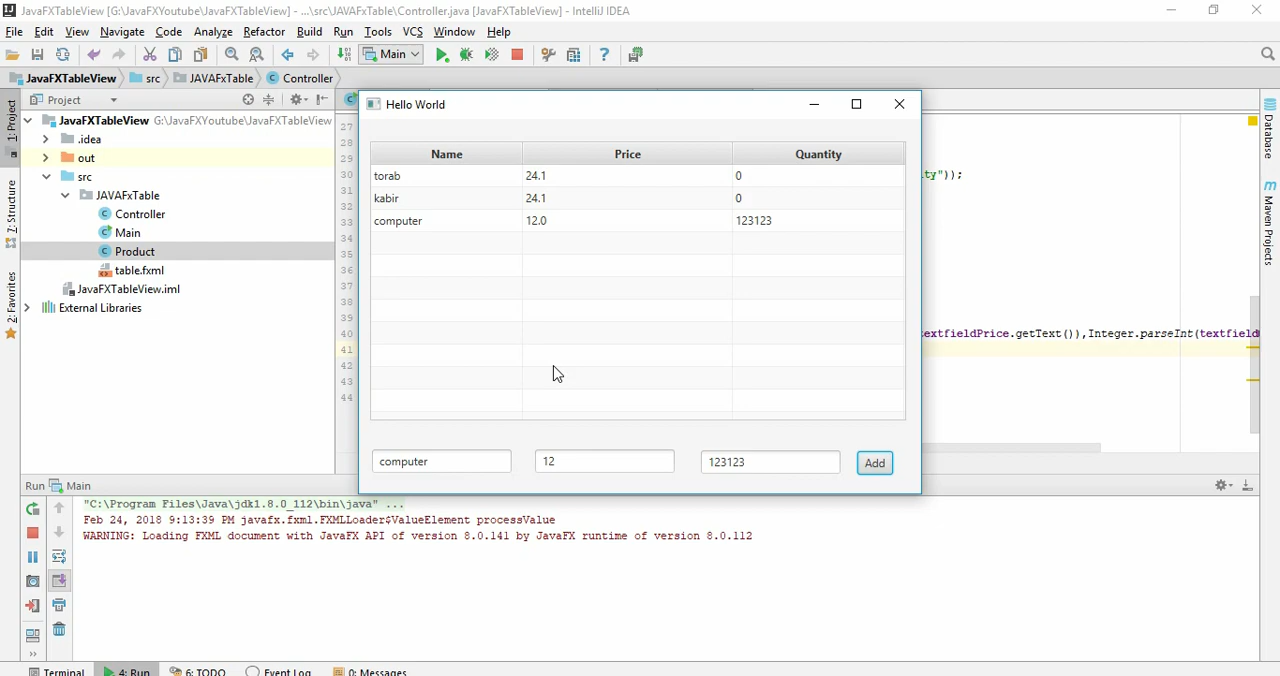 JavaFXTableView [G:\JavaFXYoutube\JavaFXTableView] - ...\src\JAVAFxTable\Controller.java [JavaFXTableView] - IntelliJ IDEA
File Edit View Navigate Code Analyze Refactor Build Run Tools VCS Window Help
Main
JavaFXTableView src JAVAFxTable Controller
1: Project
Z: Structure
2: Favorites
Project
JavaFXTableView G:\JavaFXYoutube\JavaFXTableView
.idea
out
src
JAVAFxTable
Controller
Main
Product
table.fxml
JavaFXTableView.iml
External Libraries
27
28
29
30 ty"));
31
32
33
34
35
36
37
38
39
40 extfieldPrice.getText()),Integer.parseInt(textfield
41
42
43
44
Hello World
Name Price Quantity
torab 24.1 0
kabir 24.1 0
computer 12.0 123123
computer 12 123123 Add
Database
Maven Projects
Run Main
"C:\Program Files\Java\jdk1.8.0_112\bin\java" ...
Feb 24, 2018 9:13:39 PM javafx.fxml.FXMLLoader$ValueElement processValue
WARNING: Loading FXML document with JavaFX API of version 8.0.141 by JavaFX runtime of version 8.0.112
Terminal 4: Run 6: TODO Event Log 0: Messages